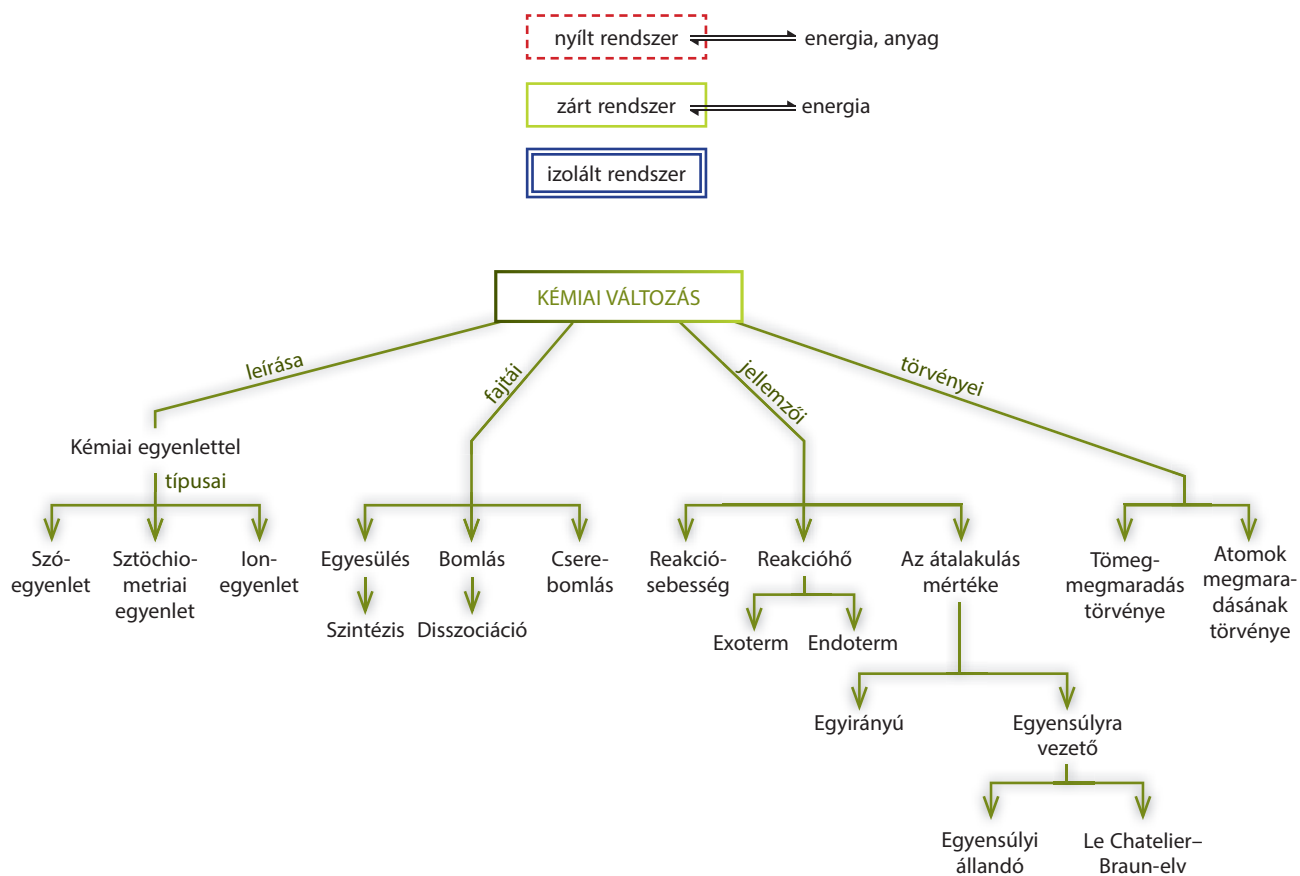 nyílt rendszer
energia, anyag
zárt rendszer
energia
izolált rendszer
KÉMIAI VÁLTOZÁS
leírása
fajtái
jellemzői
törvényei
Kémiai egyenlettel
típusai
Szó-
egyenlet
Sztöchio-
metriai
egyenlet
Ion-
egyenlet
Egyesülés
Szintézis
Bomlás
Disszociáció
Csere-
bomlás
Reakció-
sebesség
Reakcióhő
Exoterm
Endoterm
Az átalakulás
mértéke
Egyirányú
Egyensúlyra
vezető
Egyensúlyi
állandó
Le Chatelier–
Braun-elv
Tömeg-
megmaradás
törvénye
Atomok
megmara-
dásának
törvénye